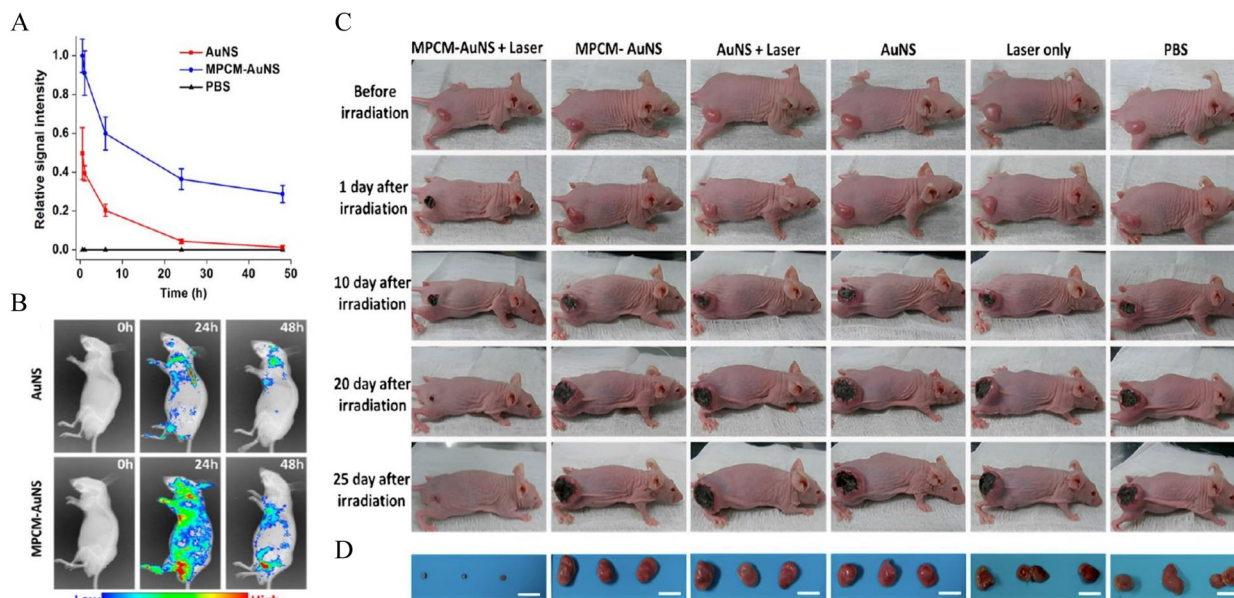 A
Relative signal intensity
1.0
0.8
0.6
0.4
0.2
0.0
AuNS
MPCM-AuNS
PBS
0
10
20
30
40
50
Time (h)
B
AuNS
0h
24h
48h
MPCM-AuNS
0h
24h
48h
Low
High
C
MPCM-AuNS + Laser
MPCM- AuNS
AuNS + Laser
AuNS
Laser only
PBS
Before
irradiation
1 day after
irradiation
10 day after
irradiation
20 day after
irradiation
25 day after
irradiation
D